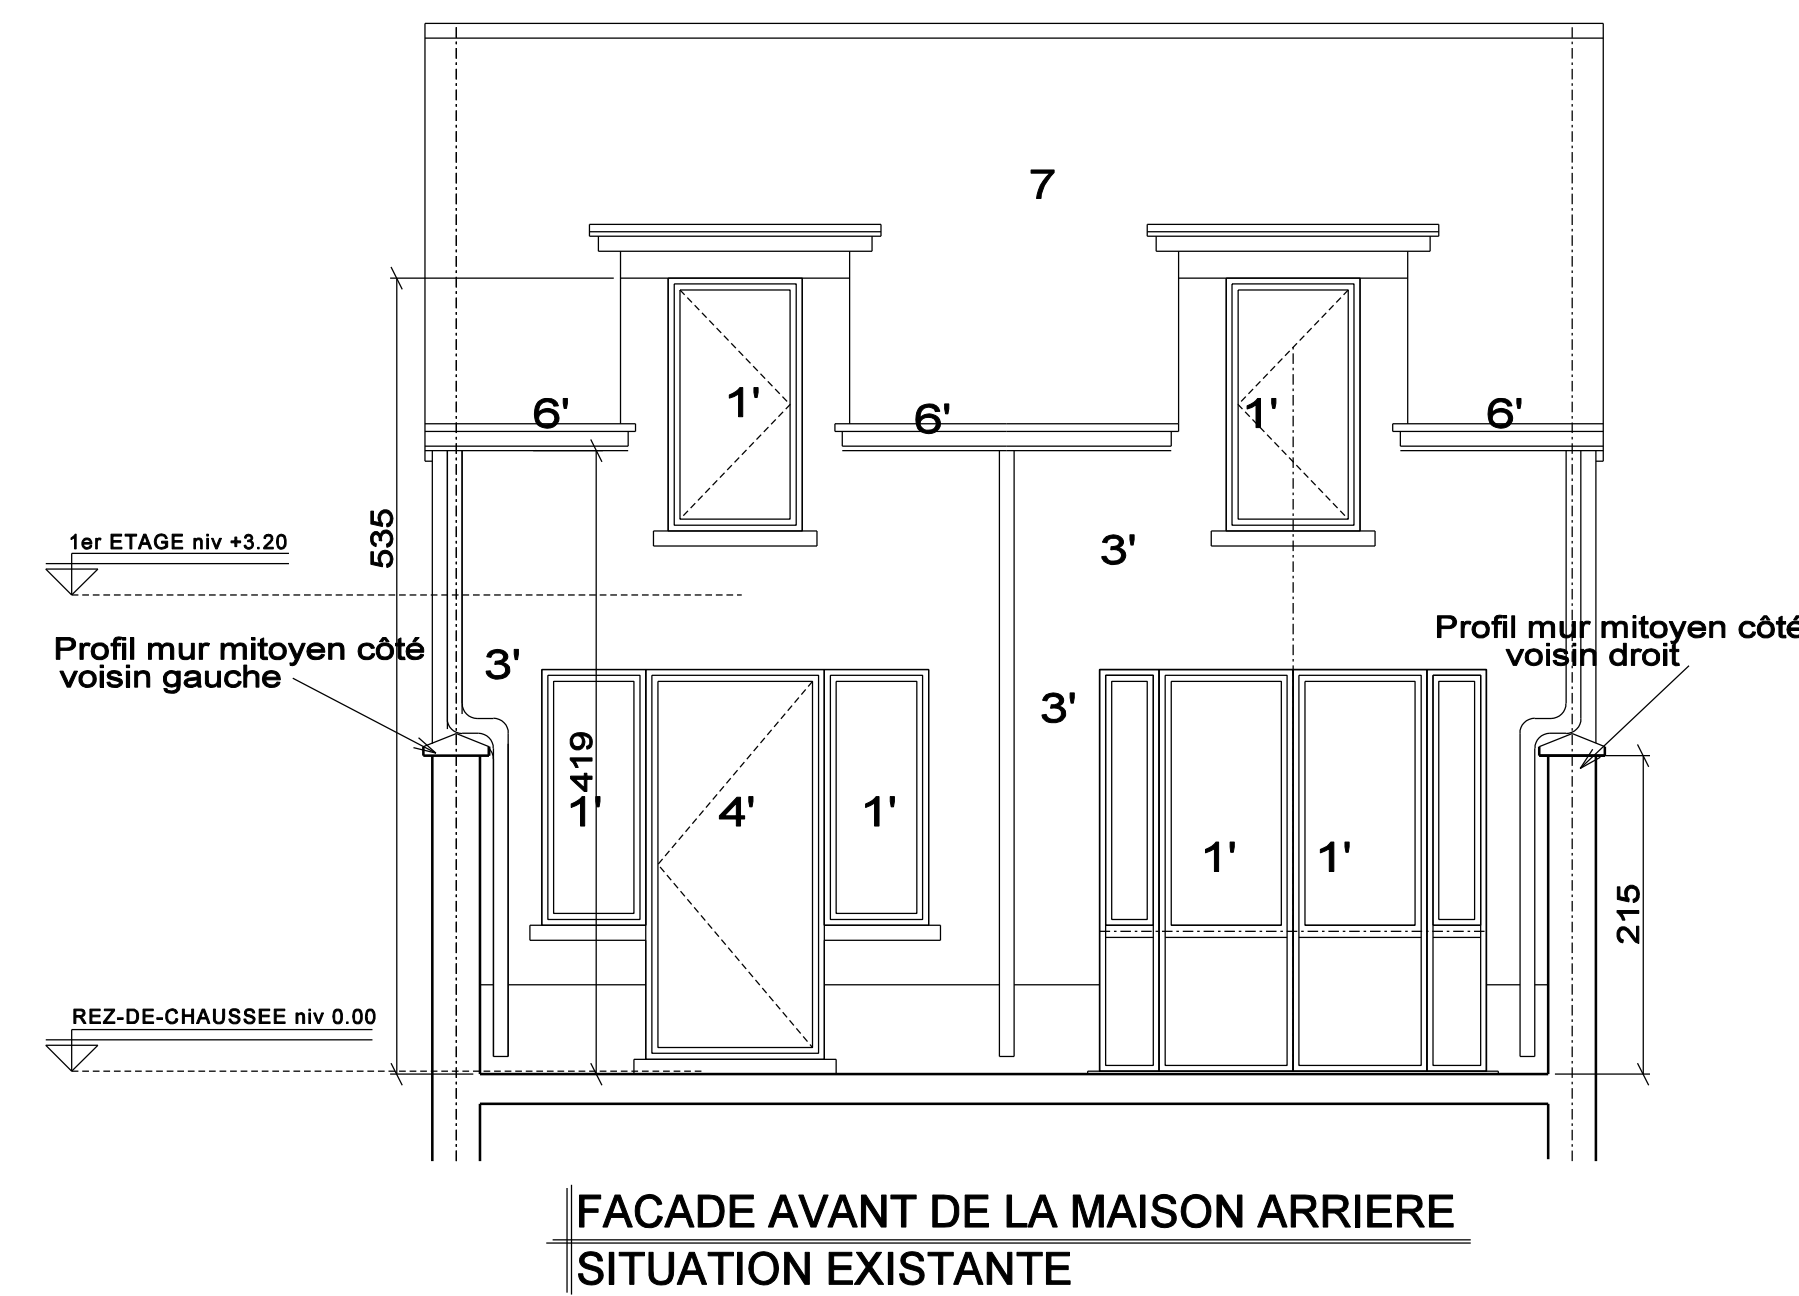 7
6'
1'
6'
1'
6'
535
1er ETAGE niv +3.20
3'
Profil mur mitoyen côté
voisin gauche
Profil mur mitoyen côté
voisin droit
3'
3'
419
1'
4'
1'
1'
1'
215
REZ-DE-CHAUSSEE niv 0.00
FACADE AVANT DE LA MAISON ARRIERE
SITUATION EXISTANTE